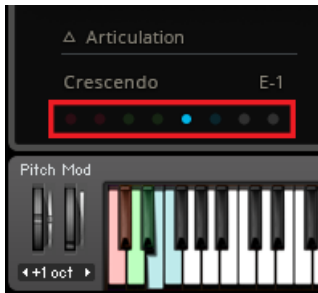 △ Articulation
Crescendo E-1
Pitch Mod
+1 oct